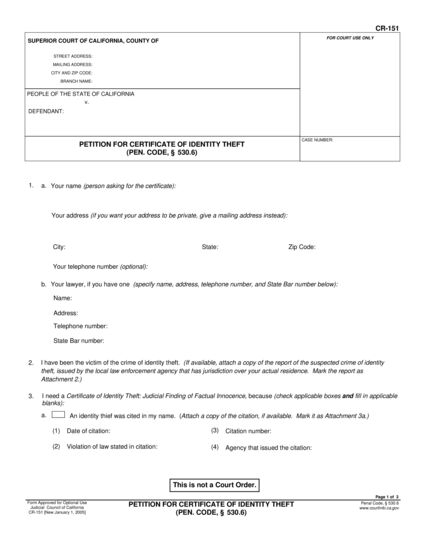 CR-151
SUPERIOR COURT OF CALIFORNIA, COUNTY OF
FOR COURT USE ONLY
STREET ADDRESS:
MAILING ADDRESS:
CITY AND ZIP CODE:
BRANCH NAME:
PEOPLE OF THE STATE OF CALIFORNIA
v.
DEFENDANT:
PETITION FOR CERTIFICATE OF IDENTITY THEFT
(PEN. CODE, § 530.6)
CASE NUMBER:
1. a. Your name (person asking for the certificate):
Your address (if you want your address to be private, give a mailing address instead):
City: State: Zip Code:
Your telephone number (optional):
b. Your lawyer, if you have one (specify name, address, telephone number, and State Bar number below):
Name:
Address:
Telephone number:
State Bar number:
2. I have been the victim of the crime of identity theft. (If available, attach a copy of the report of the suspected crime of identity
theft, issued by the local law enforcement agency that has jurisdiction over your actual residence. Mark the report as
Attachment 2.)
3. I need a Certificate of Identity Theft: Judicial Finding of Factual Innocence, because (check applicable boxes and fill in applicable
blanks):
a. An identity thief was cited in my name. (Attach a copy of the citation, if available. Mark it as Attachment 3a.)
(1) Date of citation: (3) Citation number:
(2) Violation of law stated in citation: (4) Agency that issued the citation:
This is not a Court Order.
Page 1 of 3
Form Approved for Optional Use
Judicial Council of California
CR-151 [New January 1, 2005]
PETITION FOR CERTIFICATE OF IDENTITY THEFT
(PEN. CODE, § 530.6)
Penal Code, § 530.6
www.courtinfo.ca.gov